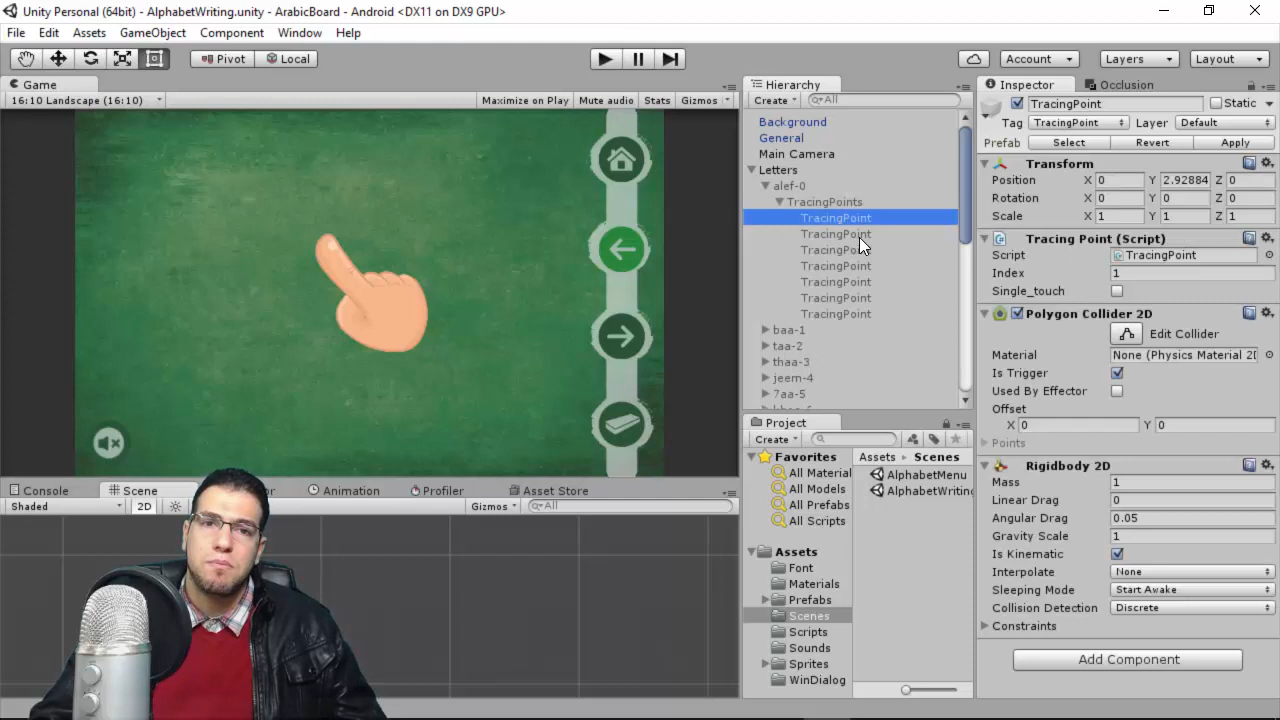 Unity Personal (64bit) - AlphabetWriting.unity - ArabicBoard - Android <DX11 on DX9 GPU>
File Edit Assets GameObject Component Window Help
Pivot Local Account Layers Layout
Game
16:10 Landscape (16:10) Maximize on Play Mute audio Stats Gizmos
Hierarchy
Create All
Background
General
Main Camera
Letters
alef-0
TracingPoints
TracingPoint
TracingPoint
TracingPoint
TracingPoint
TracingPoint
TracingPoint
TracingPoint
baa-1
taa-2
thaa-3
jeem-4
7aa-5
Project
Create
Favorites
All Material
All Models
All Prefabs
All Scripts
Assets
Font
Materials
Prefabs
Scenes
Scripts
Sounds
Sprites
WinDialog
Assets Scenes
AlphabetMenu
AlphabetWriting
Inspector Occlusion
TracingPoint Static
Tag TracingPoint Layer Default
Prefab Select Revert Apply
Transform
Position X 0 Y 2.92884 Z 0
Rotation X 0 Y 0 Z 0
Scale X 1 Y 1 Z 1
Tracing Point (Script)
Script TracingPoint
Index 1
Single_touch
Polygon Collider 2D
Edit Collider
Material None (Physics Material 2D
Is Trigger
Used By Effector
Offset
X 0 Y 0
Points
Rigidbody 2D
Mass 1
Linear Drag 0
Angular Drag 0.05
Gravity Scale 1
Is Kinematic
Interpolate None
Sleeping Mode Start Awake
Collision Detection Discrete
Constraints
Add Component
Console Scene Animation Profiler Asset Store
Shaded 2D Gizmos All